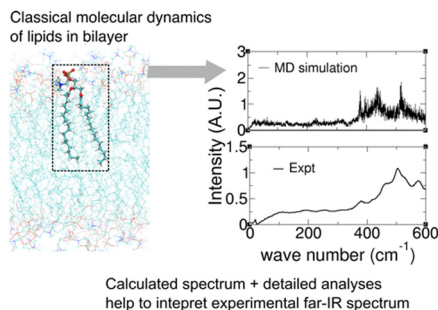 Classical molecular dynamics
of lipids in bilayer
3
2
1
0
MD simulation
1.5
1
0.5
0
Expt
Intensity (A.U.)
0 200 400 600
wave number (cm-1)
Calculated spectrum + detailed analyses
help to intepret experimental far-IR spectrum